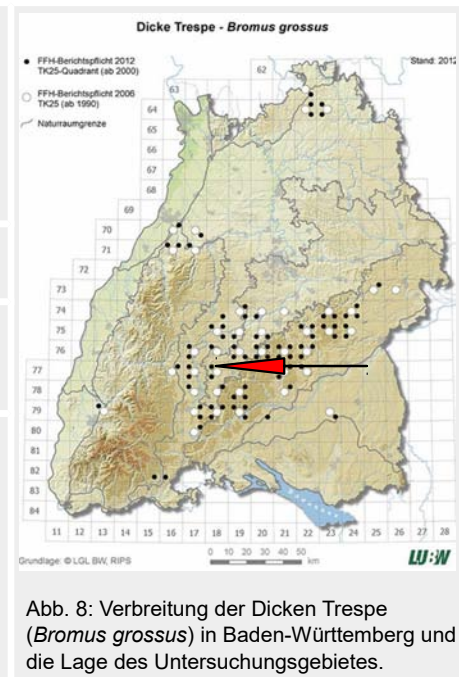 Dicke Trespe - Bromus grossus
FFH-Berichtspflicht 2012
TK25-Quadrant (ab 2000)
FFH-Berichtspflicht 2006
TK25 (ab 1990)
Naturraumgrenze
Stand: 2012
62
63
64
65
66
67
68
69
70
71
72
73
74
75
76
77
78
79
80
81
82
83
84
11 12 13 14 15 16 17 18 19 20 21 22 23 24 25 26 27 28
Grundlage: © LGL BW, RIPS
0 10 20 30 40 50
km
LU:W
Abb. 8: Verbreitung der Dicken Trespe
(Bromus grossus) in Baden-Württemberg und
die Lage des Untersuchungsgebietes.